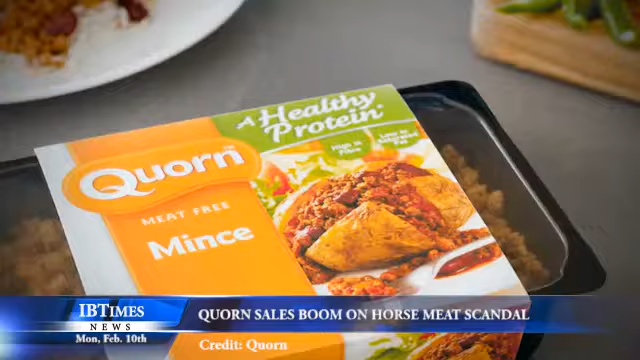 A Healthy
Protein
High in
Fibre
Low in
Saturated
Fat
Quorn
MEAT FREE
Mince
IBTIMES
NEWS
QUORN SALES BOOM ON HORSE MEAT SCANDAL
Mon, Feb. 10th
Credit: Quorn